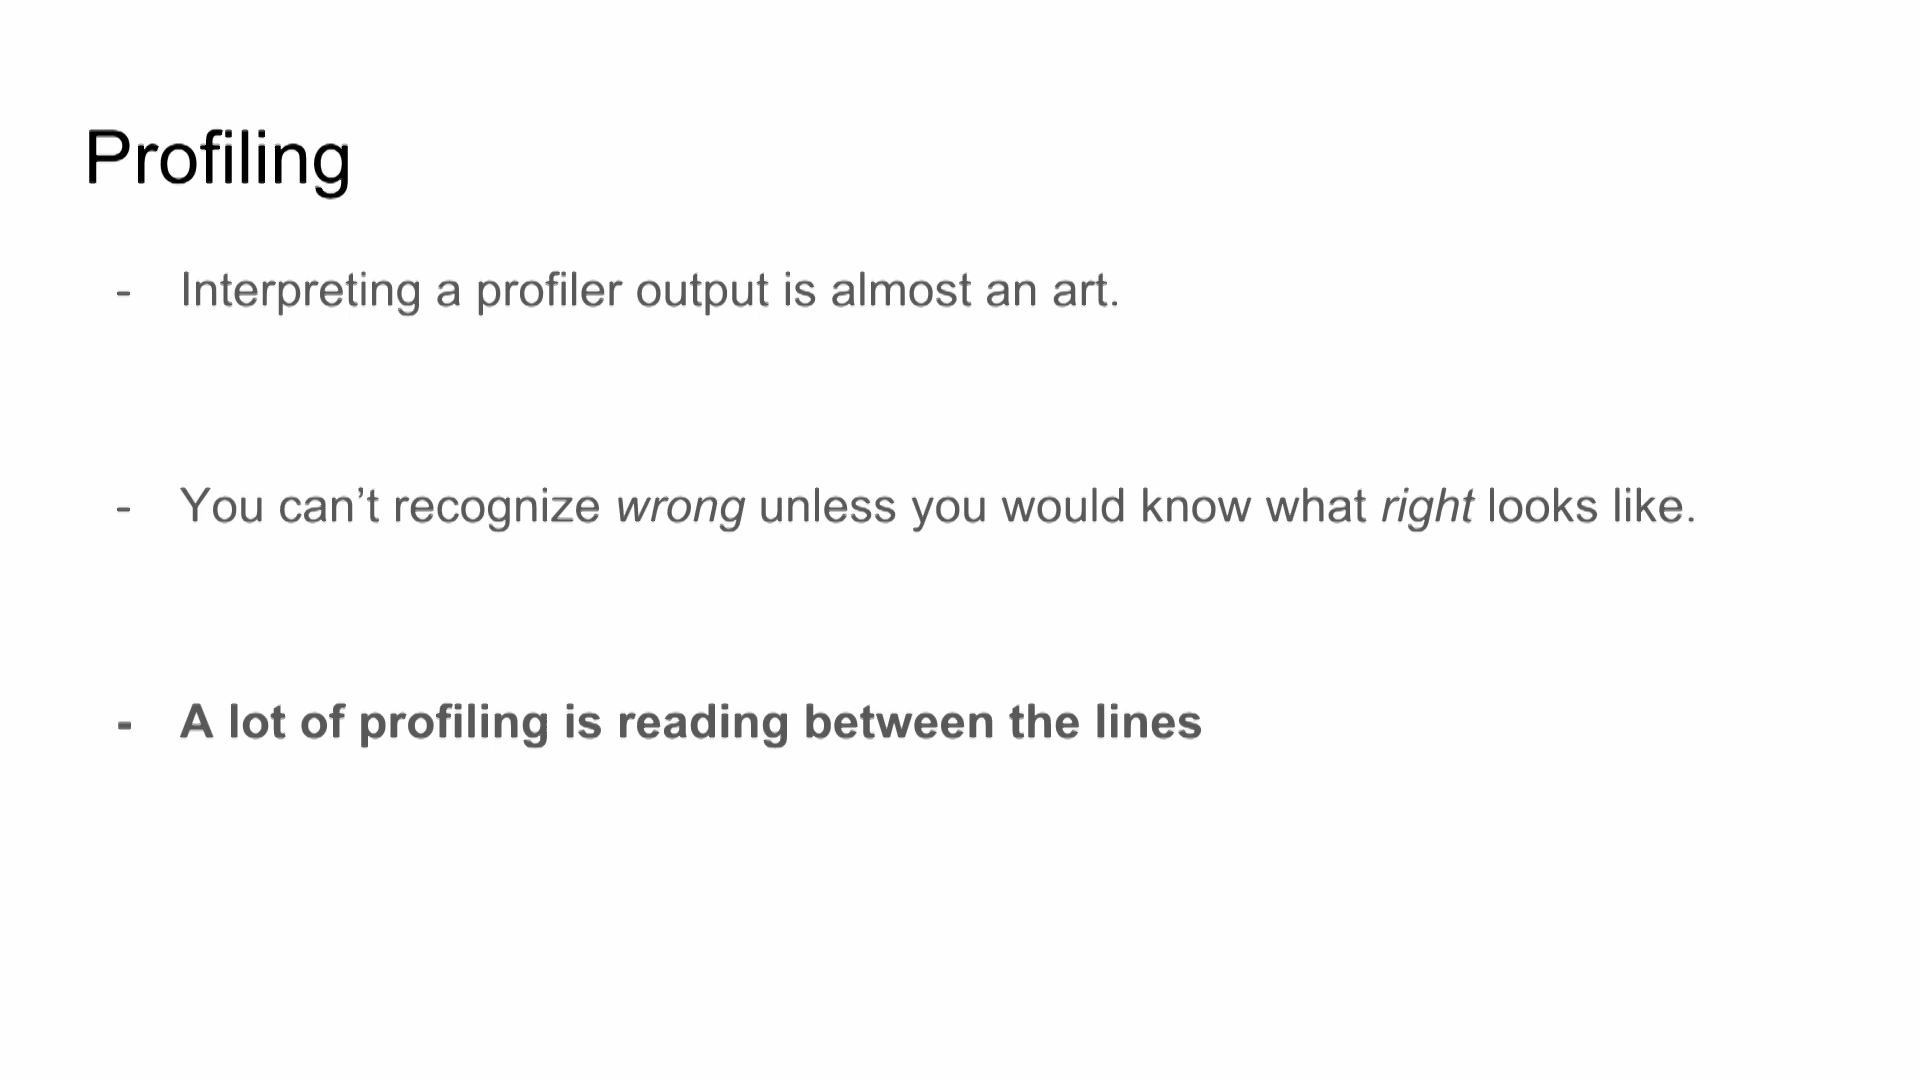 Profiling
- Interpreting a profiler output is almost an art.
- You can’t recognize wrong unless you would know what right looks like.
- A lot of profiling is reading between the lines